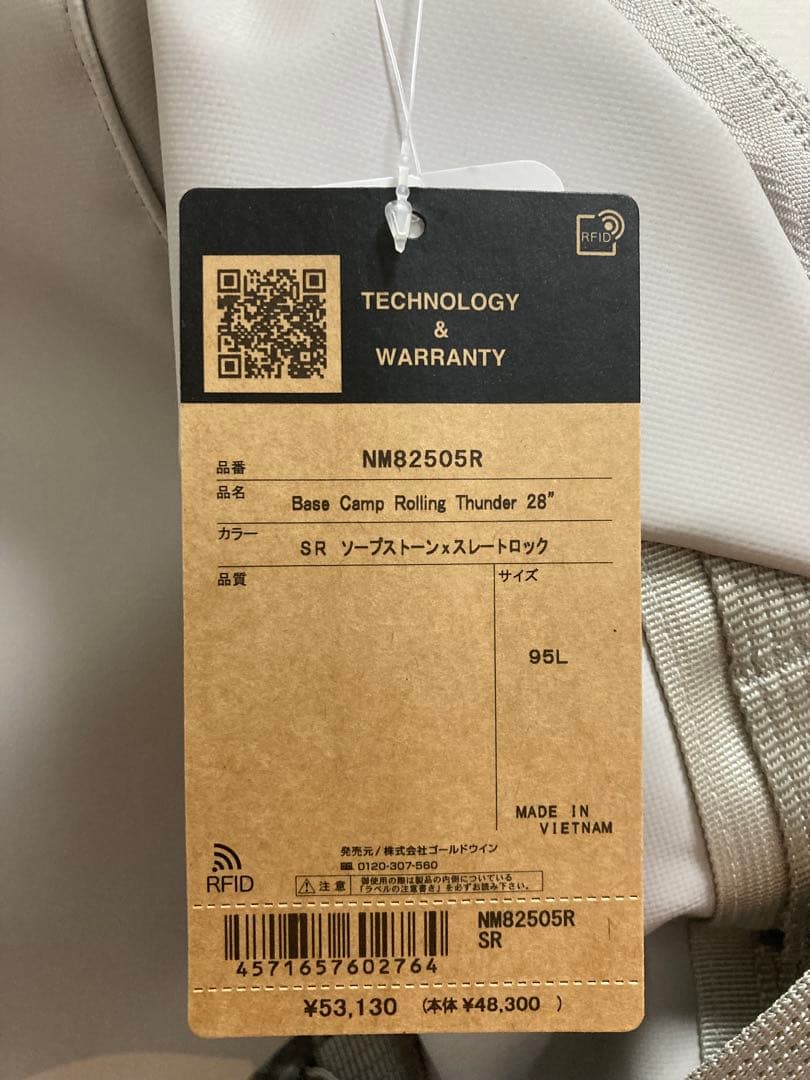 RFID
TECHNOLOGY
&
WARRANTY
品番 NM82505R
品名 Base Camp Rolling Thunder 28"
カラー SR ソープストーンxスレートロック
品質
サイズ
95L
MADE IN
VIETNAM
発売元/株式会社ゴールドウイン
0120-307-560
RFID
注意 御使用の際は製品の内側についている
「ラベルの注意書き」を必ずお読み下さい。
NM82505R
SR
4571657602764
¥53,130 (本体 ¥48,300 )